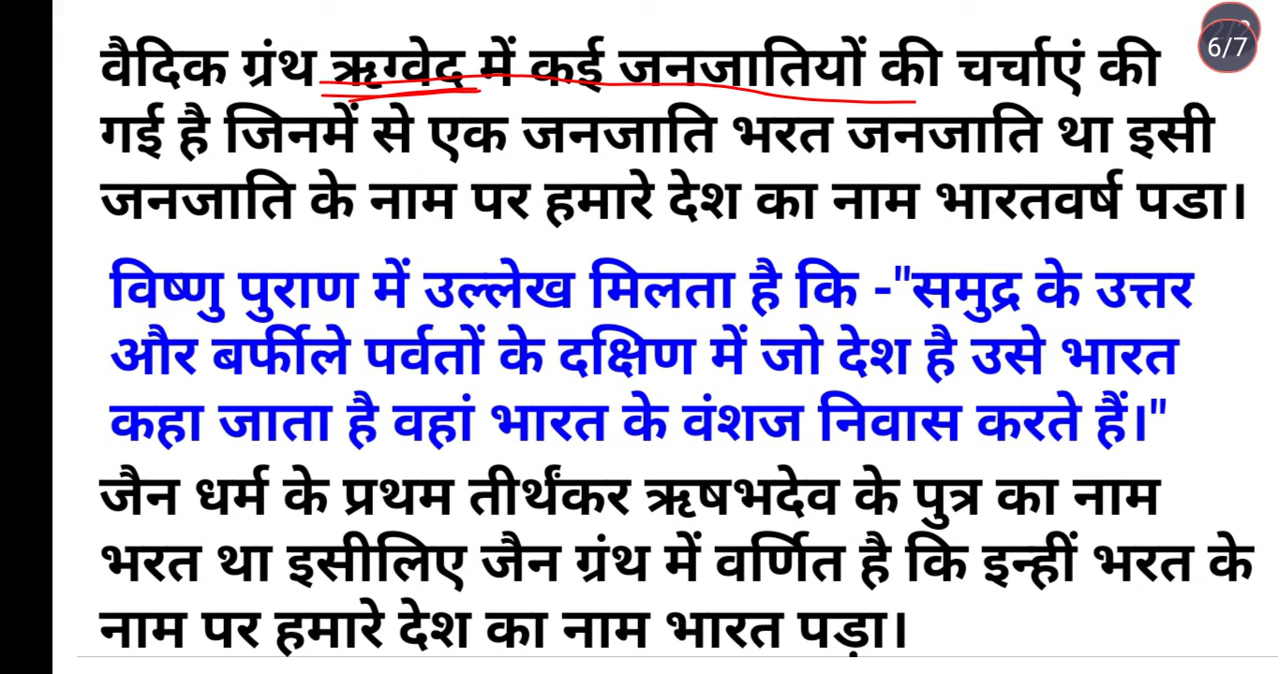 6/7
वैदिक ग्रंथ ऋग्वेद में कई जनजातियों की चर्चाएं की
गई है जिनमें से एक जनजाति भरत जनजाति था इसी
जनजाति के नाम पर हमारे देश का नाम भारतवर्ष पडा।
विष्णु पुराण में उल्लेख मिलता है कि -"समुद्र के उत्तर
और बर्फीले पर्वतों के दक्षिण में जो देश है उसे भारत
कहा जाता है वहां भारत के वंशज निवास करते हैं।"
जैन धर्म के प्रथम तीर्थंकर ऋषभदेव के पुत्र का नाम
भरत था इसीलिए जैन ग्रंथ में वर्णित है कि इन्हीं भरत के
नाम पर हमारे देश का नाम भारत पड़ा।